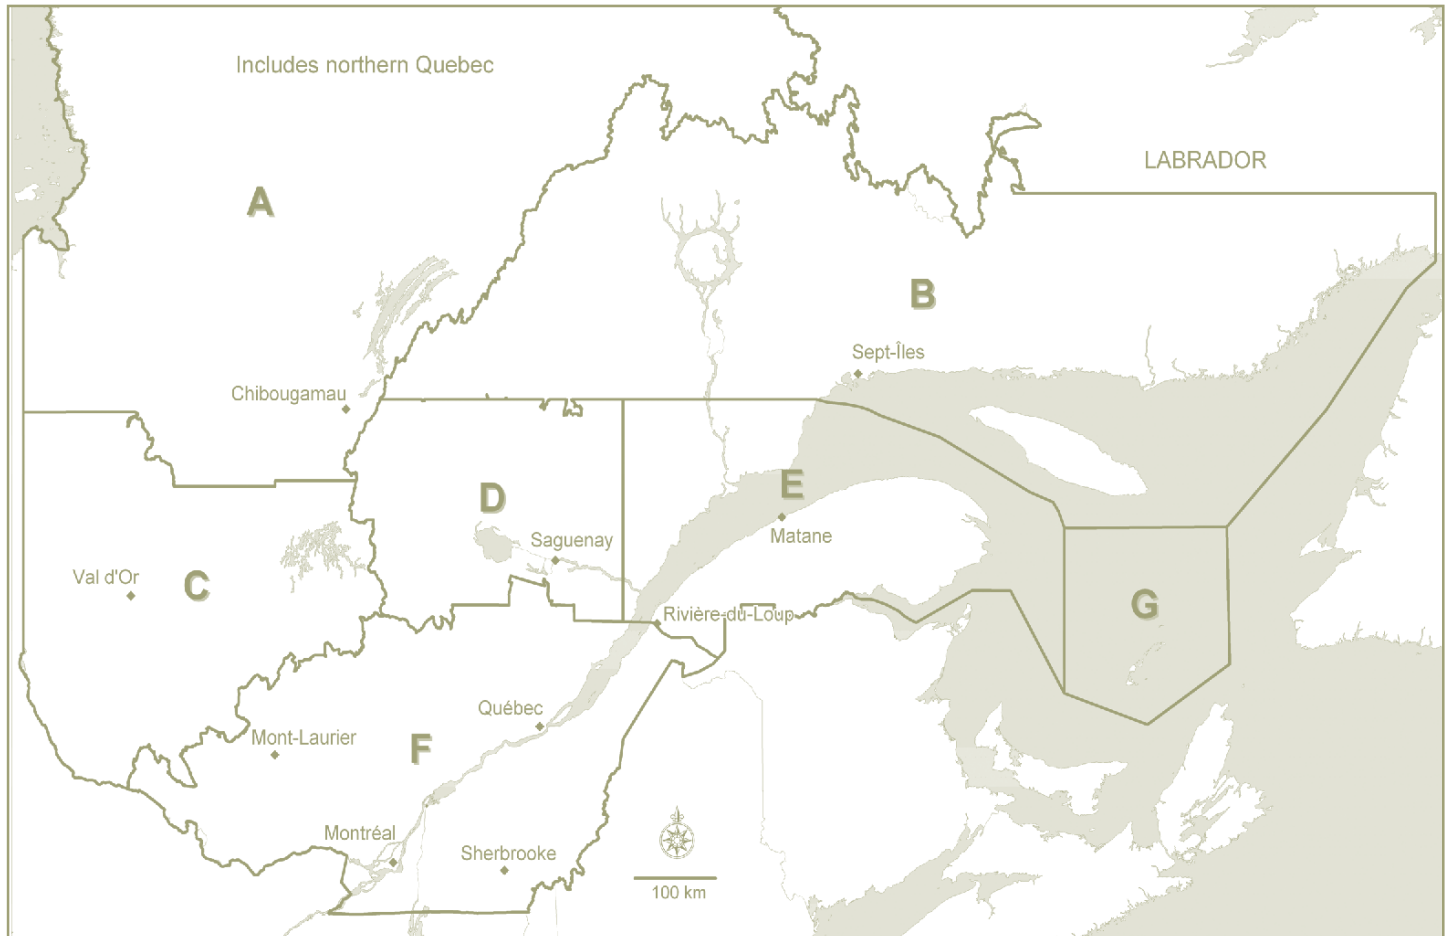 Includes northern Quebec
LABRADOR
A
B
Sept-Îles
Chibougamau
E
D
Matane
Saguenay
Val d'Or
C
G
Rivière-du-Loup
Québec
Mont-Laurier
F
Montréal
Sherbrooke
100 km